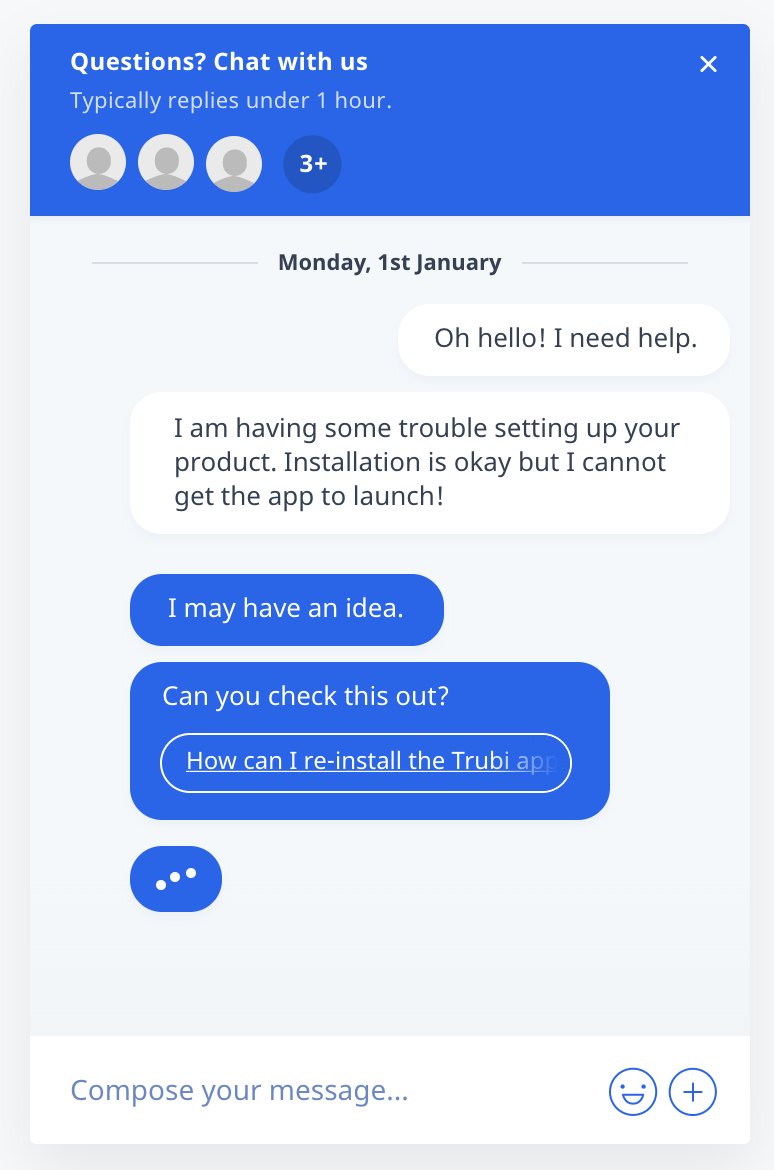 Questions? Chat with us
Typically replies under 1 hour.
3+
Monday, 1st January
Oh hello! I need help.
I am having some trouble setting up your
product. Installation is okay but I cannot
get the app to launch!
I may have an idea.
Can you check this out?
How can I re-install the Trubi app
Compose your message...